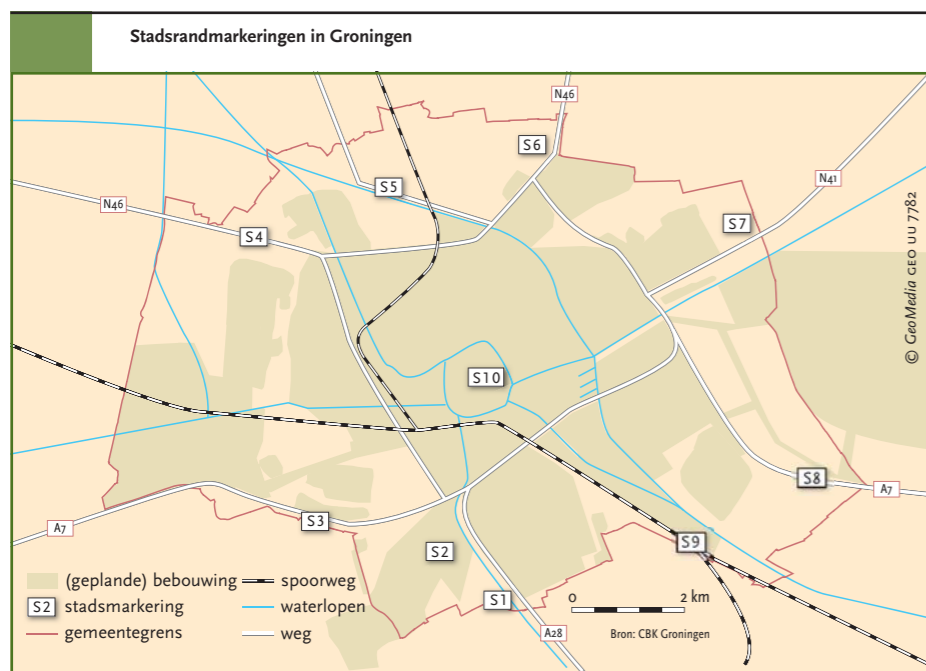 Stadsrandmarkeringen in Groningen
N46
S6
S5
N41
N46
S7
S4
© GeoMedia GEO UU 7782
S10
S8
A7
S3
A7
S9
S2
(geplande) bebouwing
spoorweg
S2 stadsmarkering
waterlopen
S1
0 2 km
gemeentegrens
weg
A28
Bron: CBK Groningen